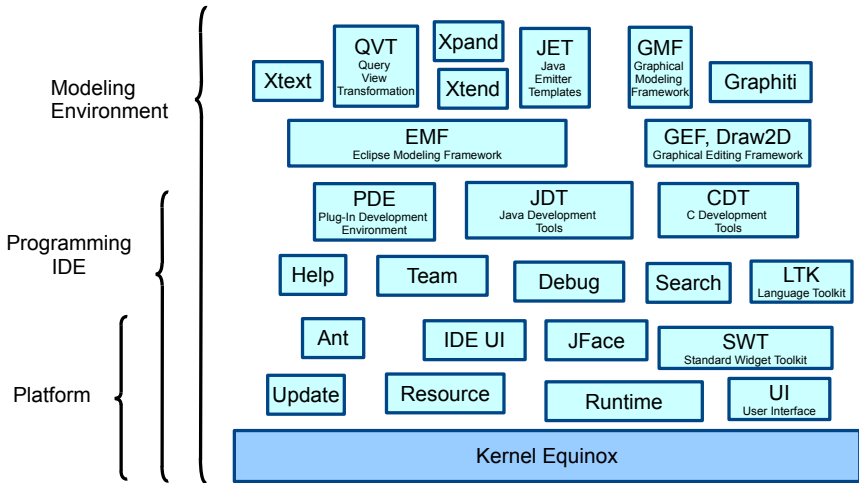 Modeling
Environment
Xtext
QVT
Query
View
Transformation
Xpand
Xtend
JET
Java
Emitter
Templates
GMF
Graphical
Modeling
Framework
Graphiti
EMF
Eclipse Modeling Framework
GEF, Draw2D
Graphical Editing Framework
Programming
IDE
PDE
Plug-In Development
Environment
JDT
Java Development
Tools
CDT
C Development
Tools
Help
Team
Debug
Search
LTK
Language Toolkit
Platform
Ant
IDE UI
JFace
SWT
Standard Widget Toolkit
Update
Resource
Runtime
UI
User Interface
Kernel Equinox